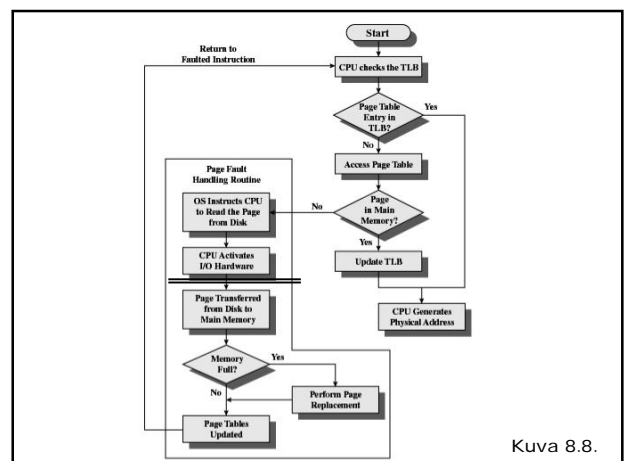 Start
Return to
Faulted Instruction
CPU checks the TLB
Page Table
Entry in
TLB?
Yes
No
Access Page Table
Page Fault
Handling Routine
OS Instructs CPU
to Read the Page
from Disk
No
Page
in Main
Memory?
Yes
CPU Activates
I/O Hardware
Update TLB
Page Transferred
from Disk to
Main Memory
CPU Generates
Physical Address
Memory
Full?
Yes
No
Perform Page
Replacement
Page Tables
Updated
Kuva 8.8.